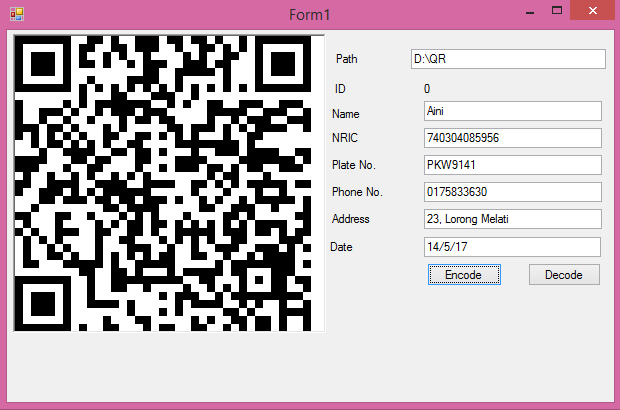 Form1
Path D:\QR
ID 0
Name Aini
NRIC 740304085956
Plate No. PKW9141
Phone No. 0175833630
Address 23, Lorong Melati
Date 14/5/17
Encode Decode